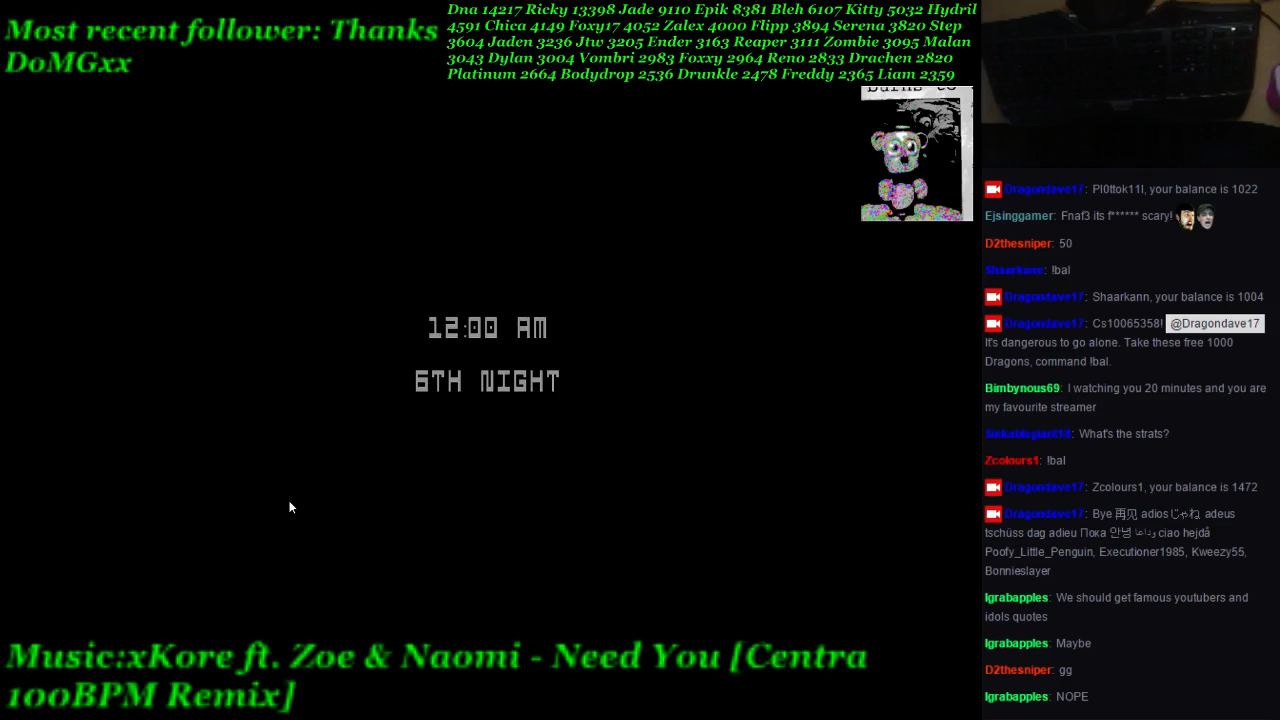 Most recent follower: Thanks
DoMGxx
Dna 14217 Ricky 13398 Jade 9110 Epik 8381 Bleh 6107 Kitty 5032 Hydril
4591 Chica 4149 Foxy17 4052 Zalex 4000 Flipp 3894 Serena 3820 Step
3604 Jaden 3236 Jtw 3205 Ender 3163 Reaper 3111 Zombie 3095 Malan
3043 Dylan 3004 Vombri 2983 Foxxy 2964 Reno 2833 Drachen 2820
Platinum 2664 Bodydrop 2536 Drunkle 2478 Freddy 2365 Liam 2359
12:00 AM
6TH NIGHT
Music:xKore ft. Zoe & Naomi - Need You [Centra
100BPM Remix]
Dragondave17: Pl0ttok11l, your balance is 1022
Ejsinggamer: Fnaf3 its f****** scary!
D2thesniper: 50
Shaarkann: !bal
Dragondave17: Shaarkann, your balance is 1004
Dragondave17: Cs10065358! @Dragondave17
It's dangerous to go alone. Take these free 1000
Dragons, command !bal.
Bimbynous69: I watching you 20 minutes and you are
my favourite streamer
: What's the strats?
Zcolours1: !bal
Dragondave17: Zcolours1, your balance is 1472
Dragondave17: Bye 再见 adios じゃね adeus
tschüss dag adieu Пока 안녕 وداعا ciao hejdå
Poofy_Little_Penguin, Executioner1985, Kweezy55,
Bonnieslayer
Igrabapples: We should get famous youtubers and
idols quotes
Igrabapples: Maybe
D2thesniper: gg
Igrabapples: NOPE